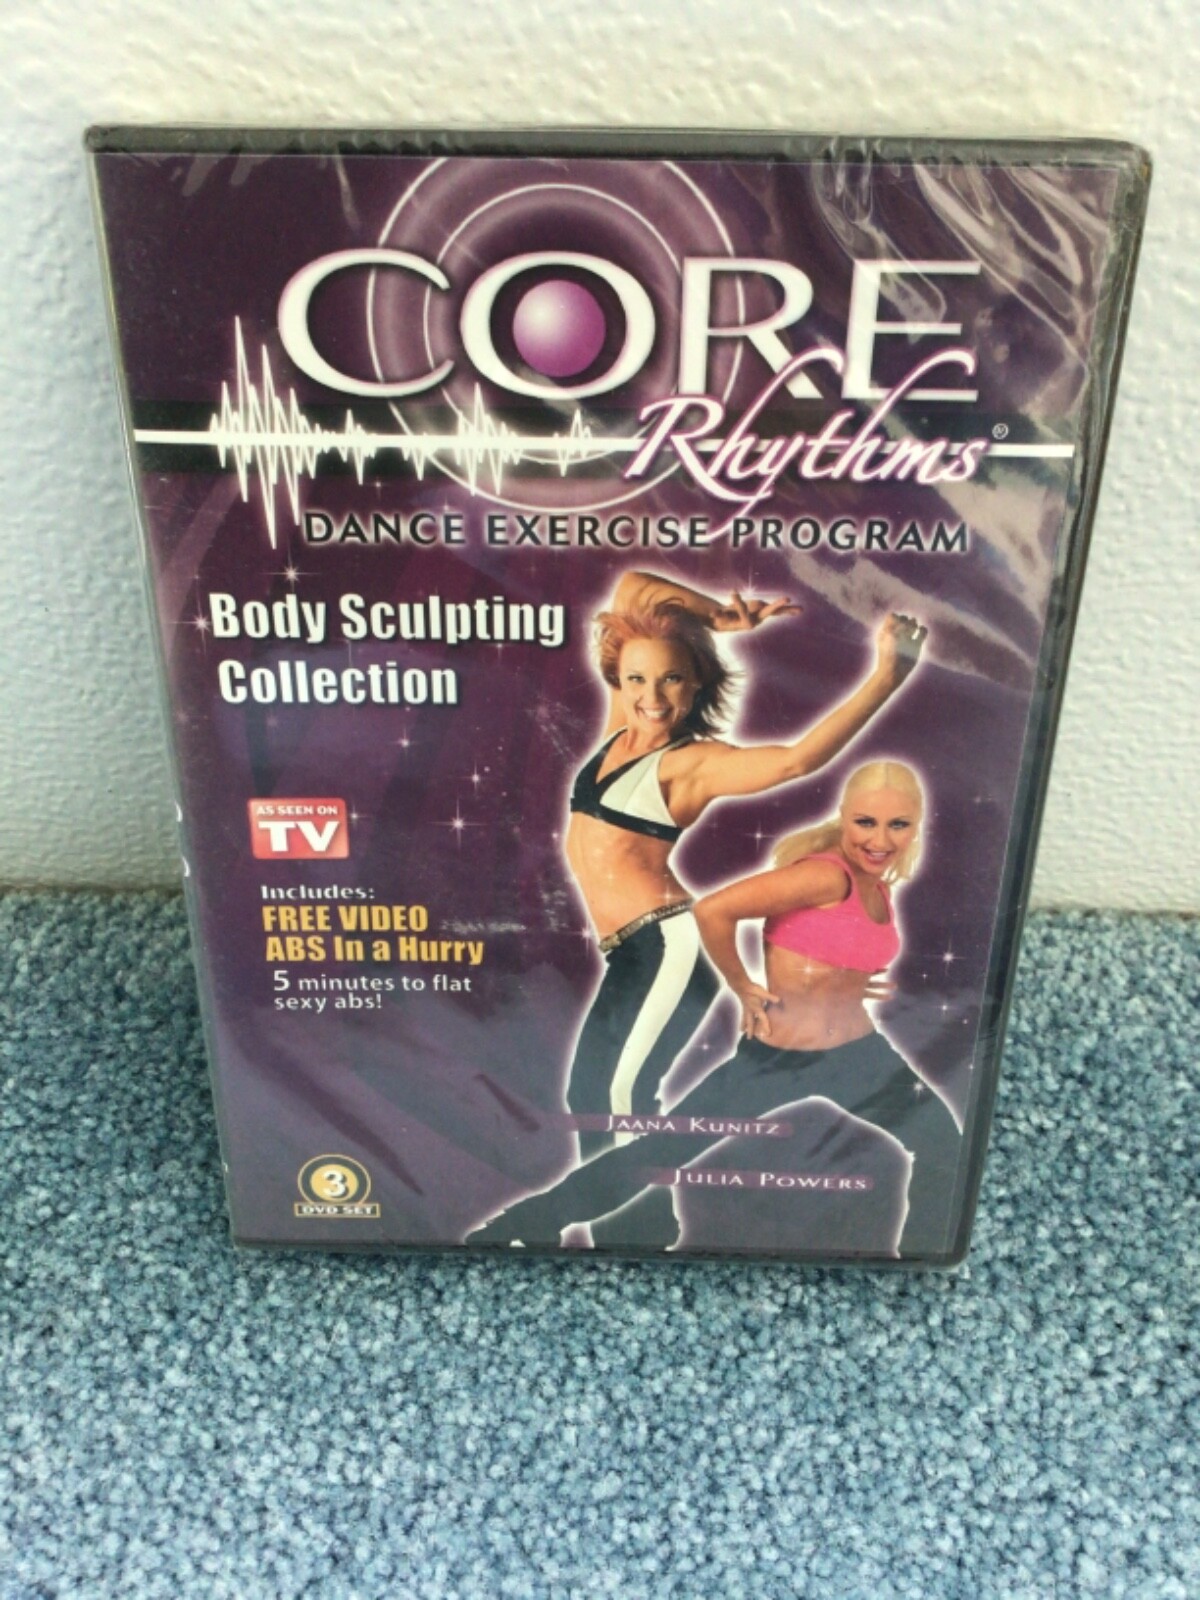 CORE
Rhythms®
DANCE EXERCISE PROGRAM
Body Sculpting
Collection
AS SEEN ON
TV
Includes:
FREE VIDEO
ABS In a Hurry
5 minutes to flat
sexy abs!
JAANA KUNITZ
JULIA POWERS
3
DVD SET